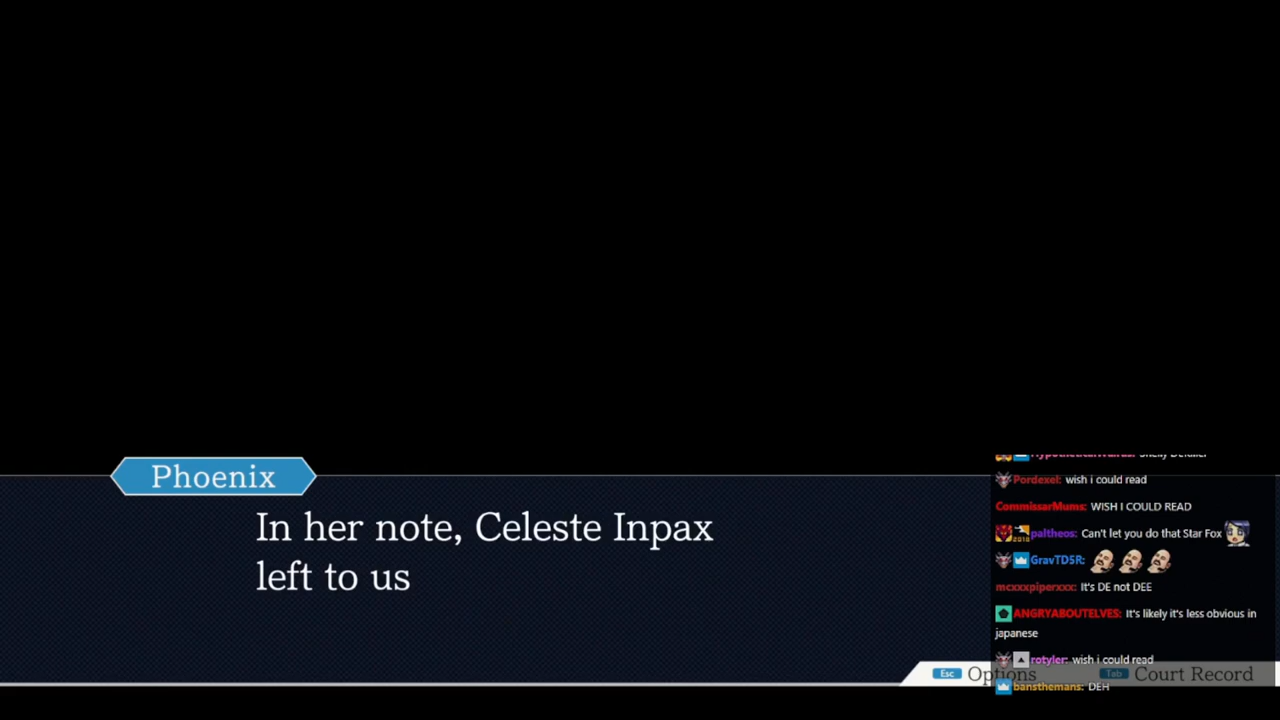 Phoenix
In her note, Celeste Inpax
left to us
Pordexel: wish i could read
CommissarMums: WISH I COULD READ
paltheos: Can't let you do that Star Fox
GravTD5R:
mcxxxpiperxxx: It's DE not DEE
ANGRYABOUTELVES: It's likely it's less obvious in
japanese
rotyler: wish i could read
bansthemans: DEH
Esc Options Tab Court Record